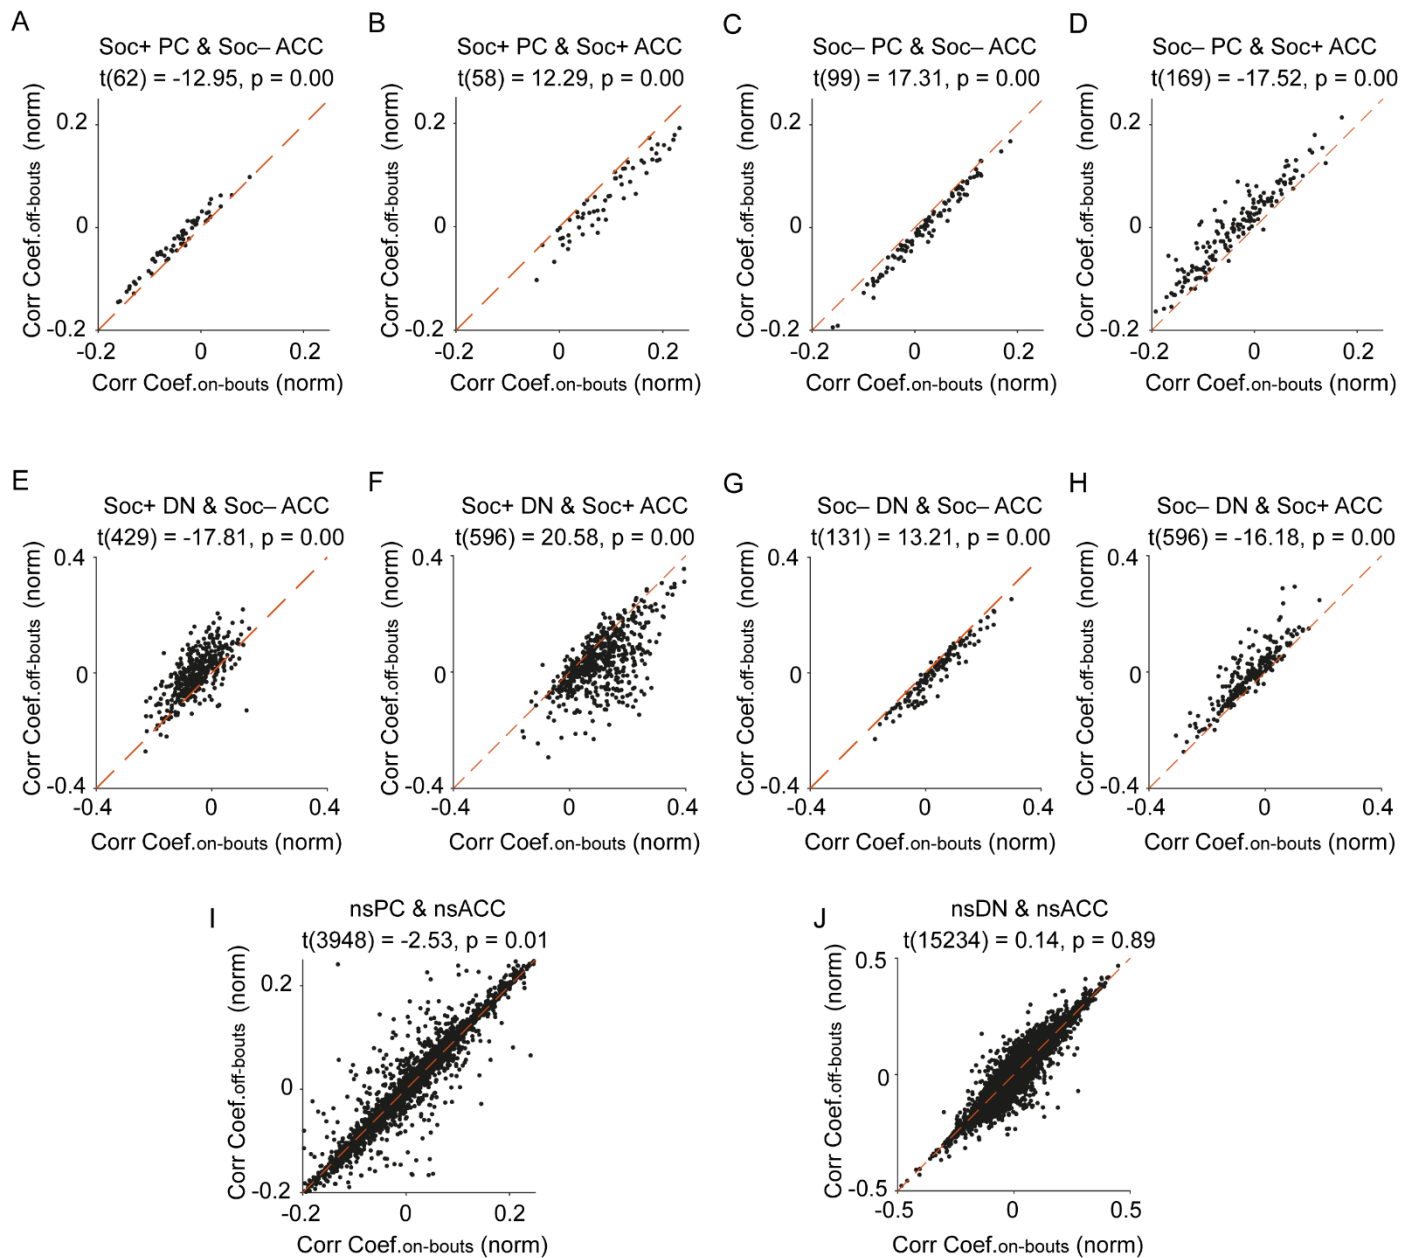 A
Soc+ PC & Soc– ACC
t(62) = -12.95, p = 0.00
0.2
0
-0.2
-0.2 0 0.2
Corr Coef.off-bouts (norm)
Corr Coef.on-bouts (norm)
B
Soc+ PC & Soc+ ACC
t(58) = 12.29, p = 0.00
0.2
0
-0.2
-0.2 0 0.2
Corr Coef.off-bouts (norm)
Corr Coef.on-bouts (norm)
C
Soc– PC & Soc– ACC
t(99) = 17.31, p = 0.00
0.2
0
-0.2
-0.2 0 0.2
Corr Coef.off-bouts (norm)
Corr Coef.on-bouts (norm)
D
Soc– PC & Soc+ ACC
t(169) = -17.52, p = 0.00
0.2
0
-0.2
-0.2 0 0.2
Corr Coef.off-bouts (norm)
Corr Coef.on-bouts (norm)
E
Soc+ DN & Soc– ACC
t(429) = -17.81, p = 0.00
0.4
0
-0.4
-0.4 0 0.4
Corr Coef.off-bouts (norm)
Corr Coef.on-bouts (norm)
F
Soc+ DN & Soc+ ACC
t(596) = 20.58, p = 0.00
0.4
0
-0.4
-0.4 0 0.4
Corr Coef.off-bouts (norm)
Corr Coef.on-bouts (norm)
G
Soc– DN & Soc– ACC
t(131) = 13.21, p = 0.00
0.4
0
-0.4
-0.4 0 0.4
Corr Coef.off-bouts (norm)
Corr Coef.on-bouts (norm)
H
Soc– DN & Soc+ ACC
t(596) = -16.18, p = 0.00
0.4
0
-0.4
-0.4 0 0.4
Corr Coef.off-bouts (norm)
Corr Coef.on-bouts (norm)
I
nsPC & nsACC
t(3948) = -2.53, p = 0.01
0.2
0
-0.2
-0.2 0 0.2
Corr Coef.off-bouts (norm)
Corr Coef.on-bouts (norm)
J
nsDN & nsACC
t(15234) = 0.14, p = 0.89
0.5
0
-0.5
-0.5 0 0.5
Corr Coef.off-bouts (norm)
Corr Coef.on-bouts (norm)